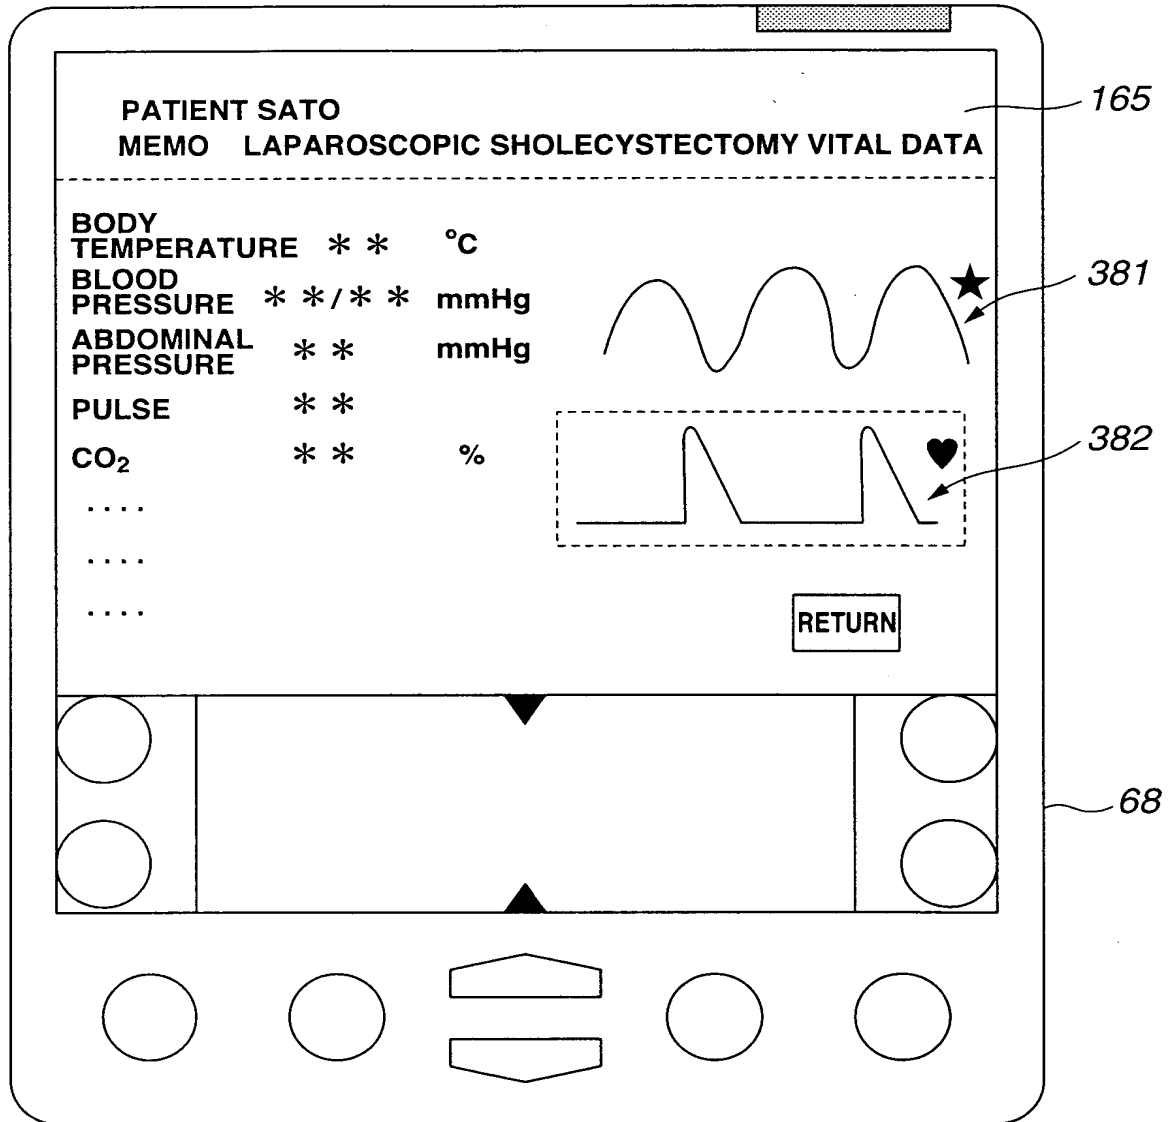 PATIENT SATO
MEMO LAPAROSCOPIC SHOLECYSTECTOMY VITAL DATA
165
BODY
TEMPERATURE ** °C
BLOOD
PRESSURE **/** mmHg
ABDOMINAL
PRESSURE ** mmHg
PULSE **
CO₂ ** %
....
....
....
381
382
RETURN
68